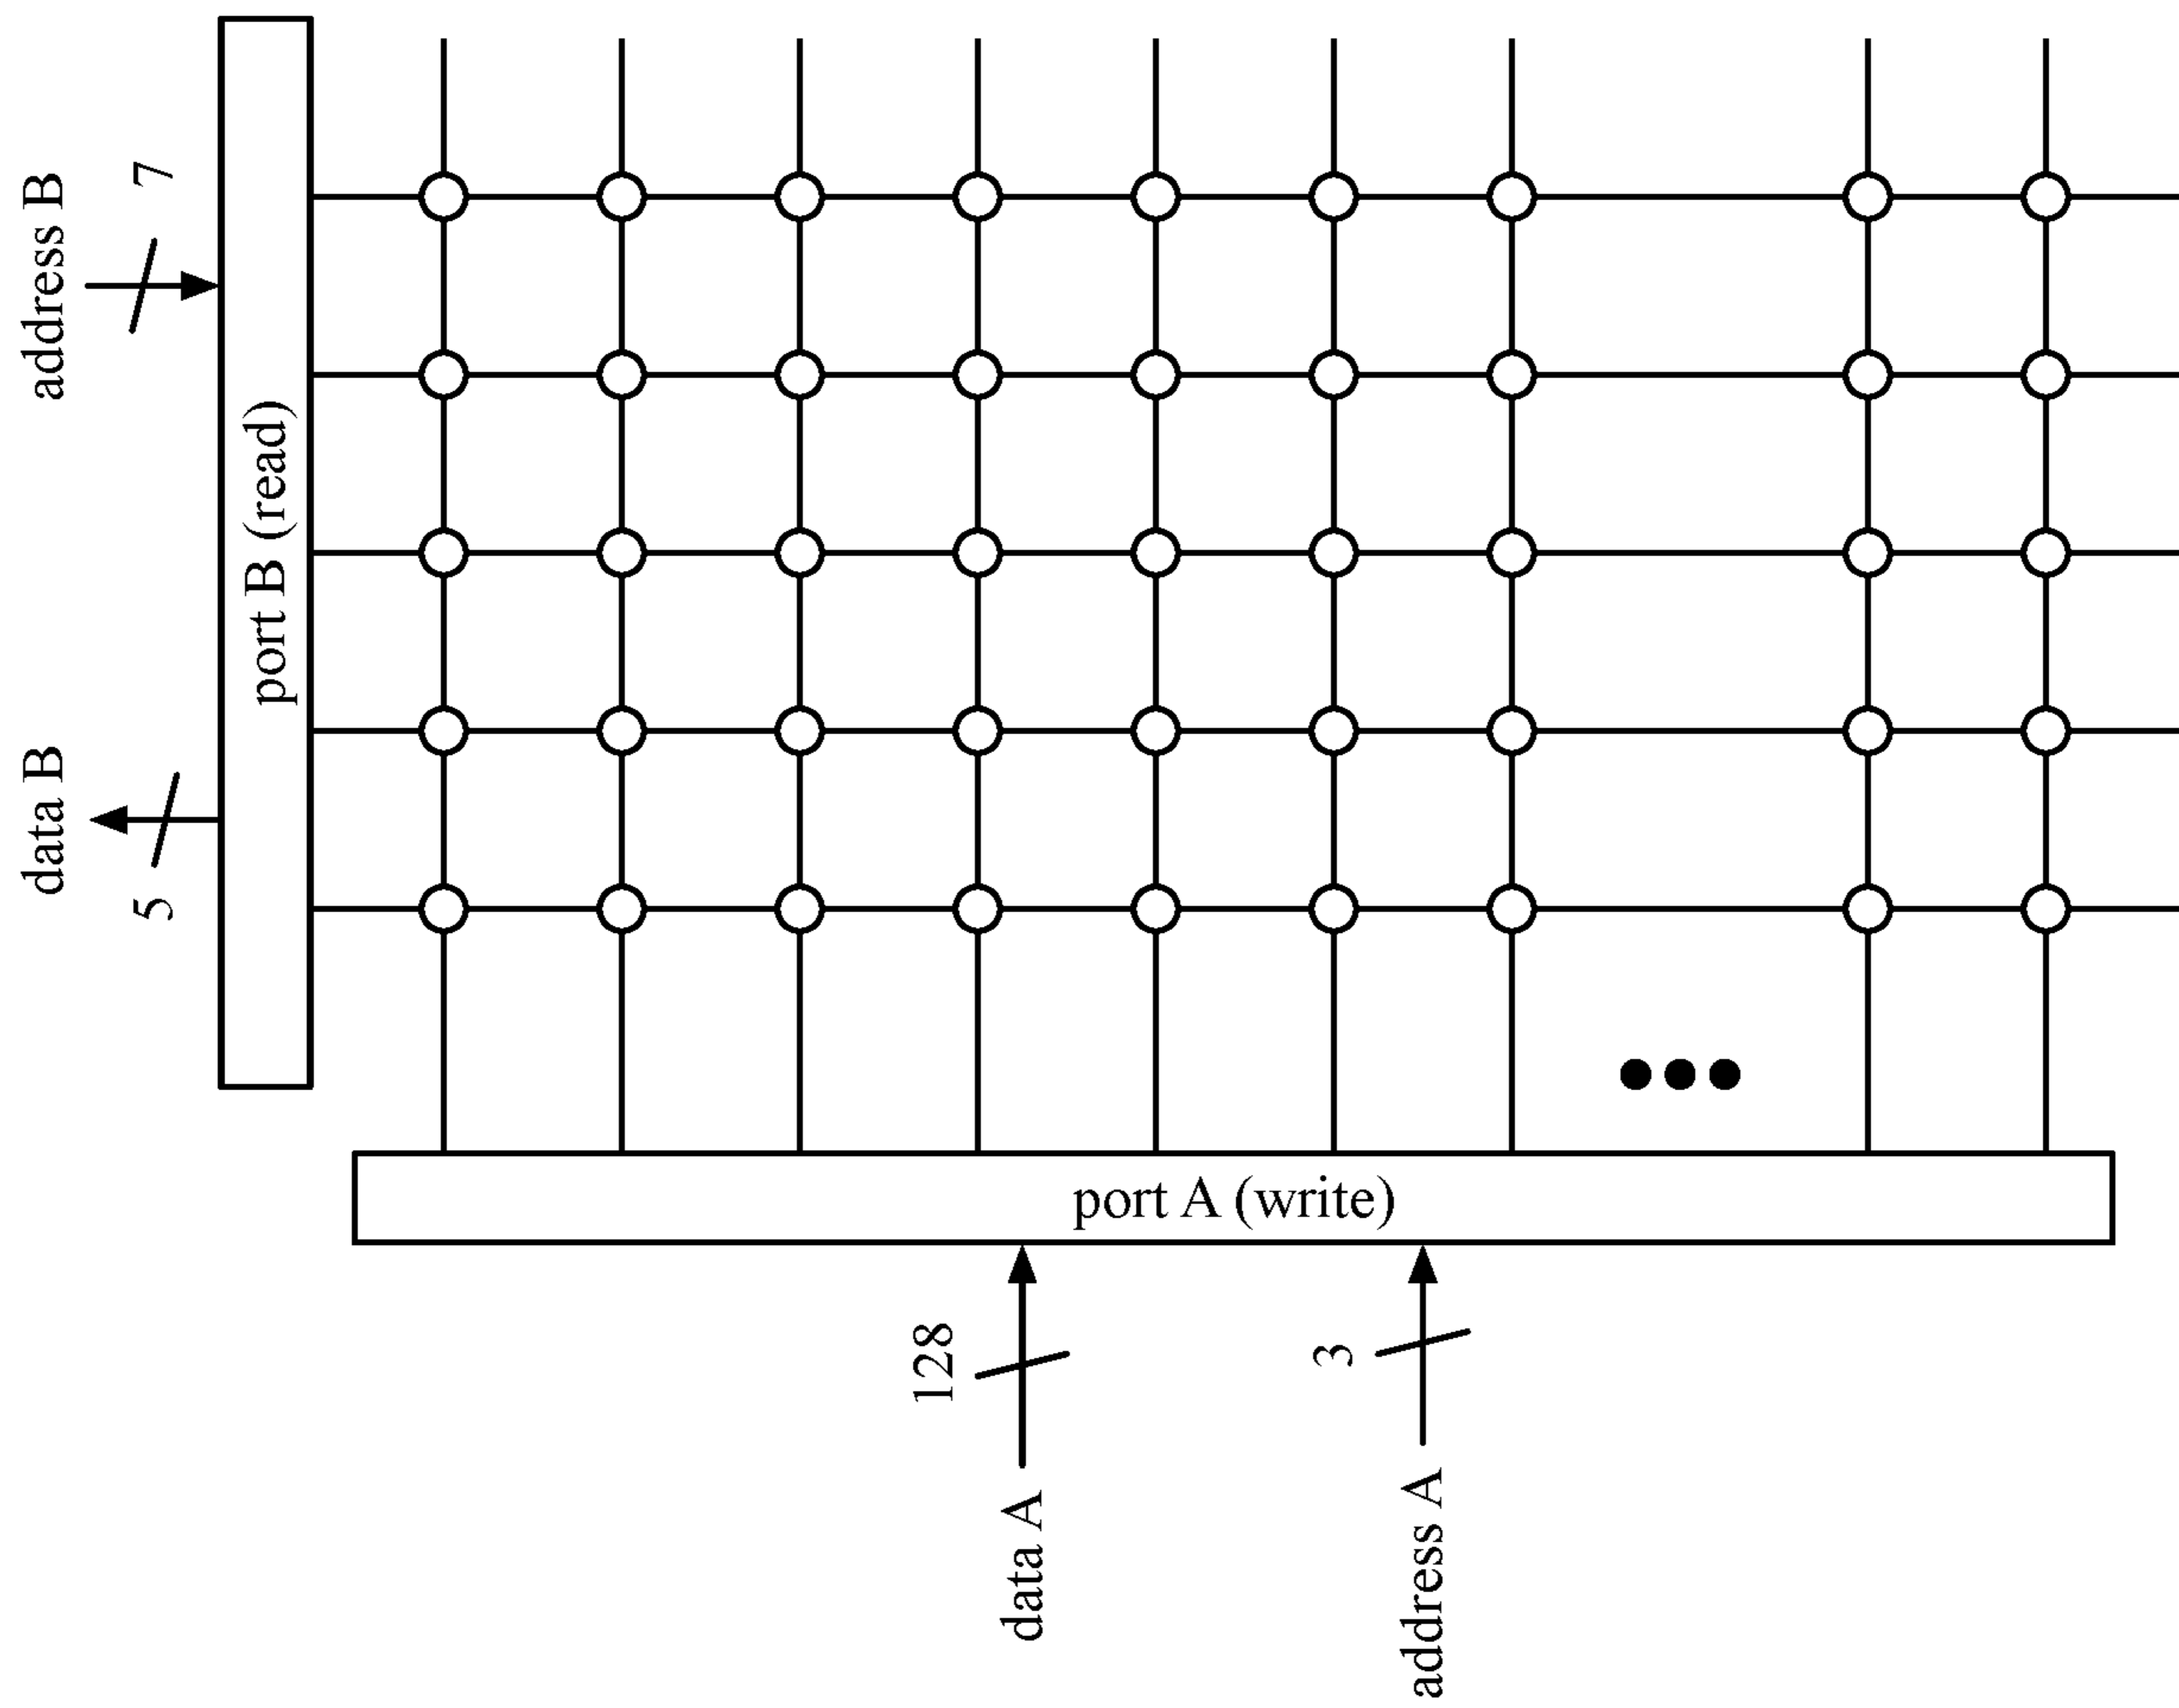 address B
7
port B (read)
data B
5
port A (write)
128
3
data A
address A